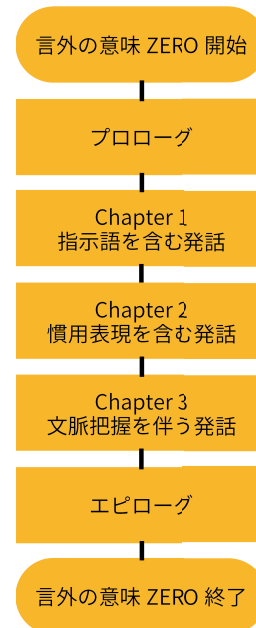 言外の意味 ZERO 開始
プロローグ
Chapter 1
指示語を含む発話
Chapter 2
慣用表現を含む発話
Chapter 3
文脈把握を伴う発話
エピローグ
言外の意味 ZERO 終了